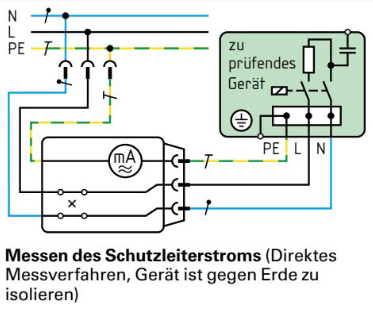 N
L
PE
zu
prüfendes
Gerät
PE L N
mA
Messen des Schutzleiterstroms (Direktes
Messverfahren, Gerät ist gegen Erde zu
isolieren)